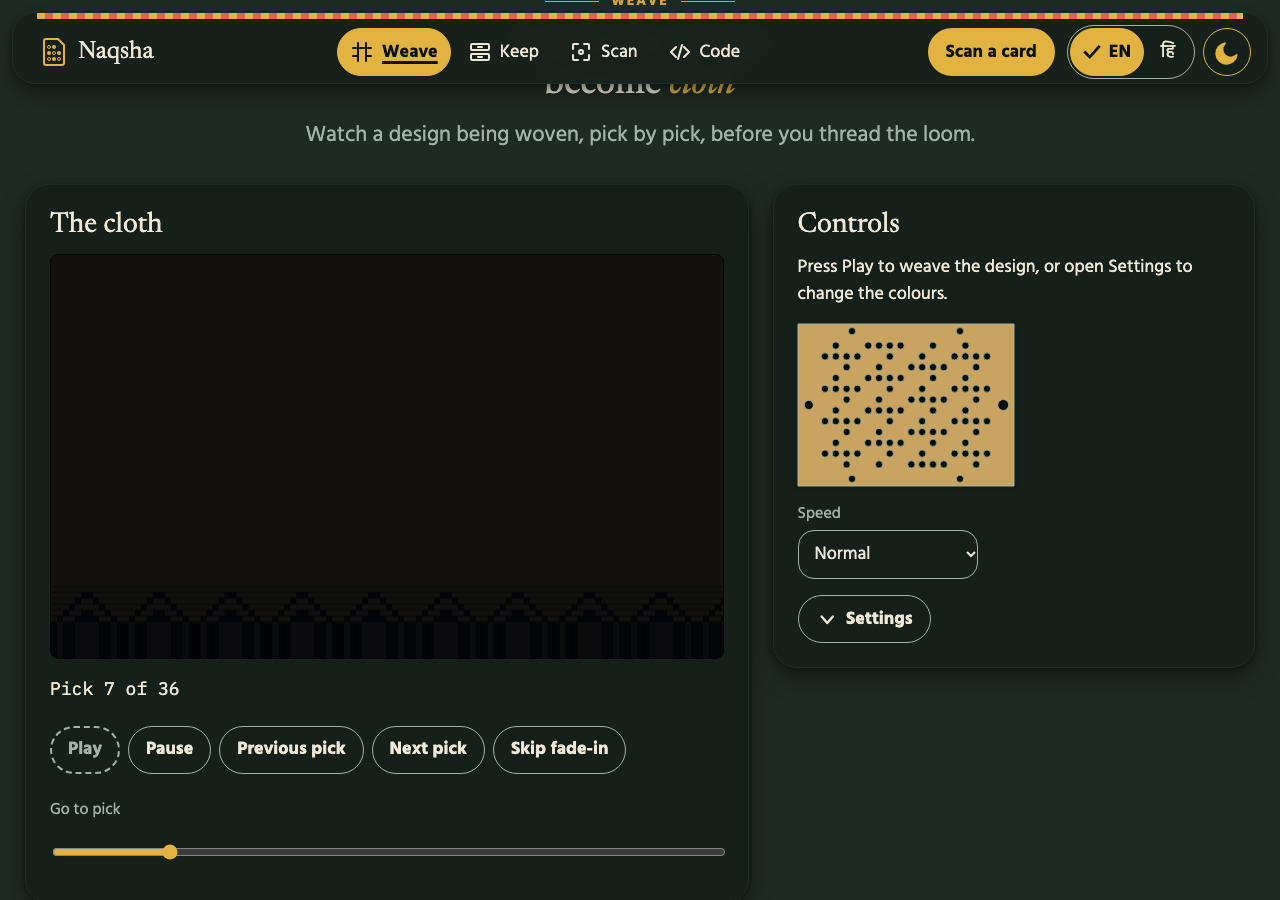 WEAVE
Naqsha
Weave
Keep
Scan
Code
Scan a card
EN
हिं
become cloth
Watch a design being woven, pick by pick, before you thread the loom.
The cloth
Pick 7 of 36
Play
Pause
Previous pick
Next pick
Skip fade-in
Go to pick
Controls
Press Play to weave the design, or open Settings to
change the colours.
Speed
Normal
Settings